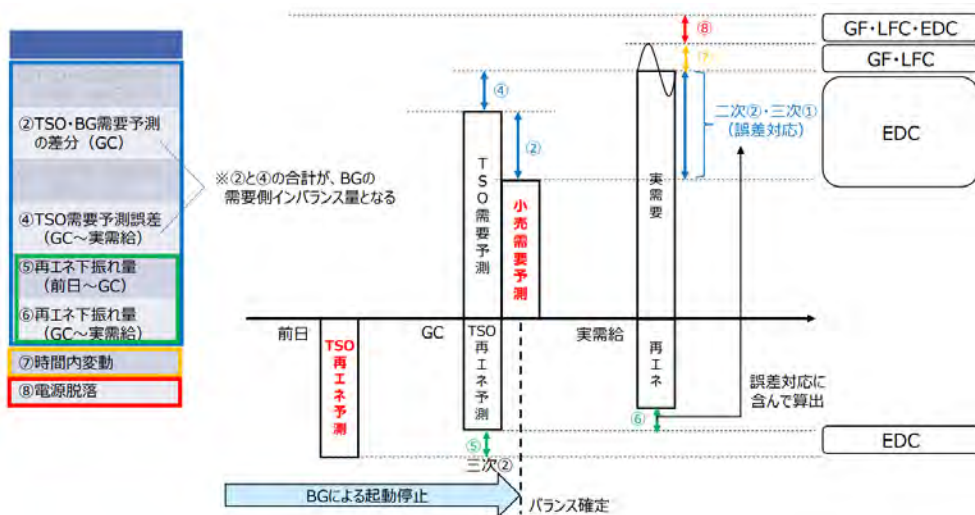 ②TSO・BG需要予測
の差分（GC）
④TSO需要予測誤差
（GC～実需給）
⑤再エネ下振れ量
（前日～GC）
⑥再エネ下振れ量
（GC～実需給）
⑦時間内変動
⑧電源脱落
※②と④の合計が、BGの
需要側インバランス量となる
④
②
TSO需要予測
小売需要予測
前日
GC
実需給
TSO再エネ予測
TSO再エネ予測
⑤
三次②
BGによる起動停止
バランス確定
⑧
⑦
実需要
再エネ
⑥
二次②・三次①
（誤差対応）
誤差対応に
含んで算出
GF・LFC・EDC
GF・LFC
EDC
EDC